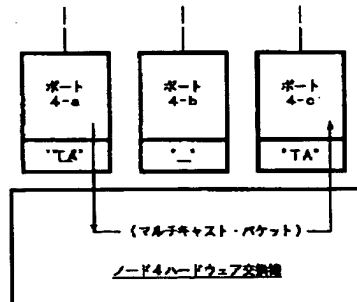 ポート ポート ポート
4-a 4-b 4-c
"TA" "—" "TA"
(マルチキャスト・パケット)
ノード4ハードウェア交換機